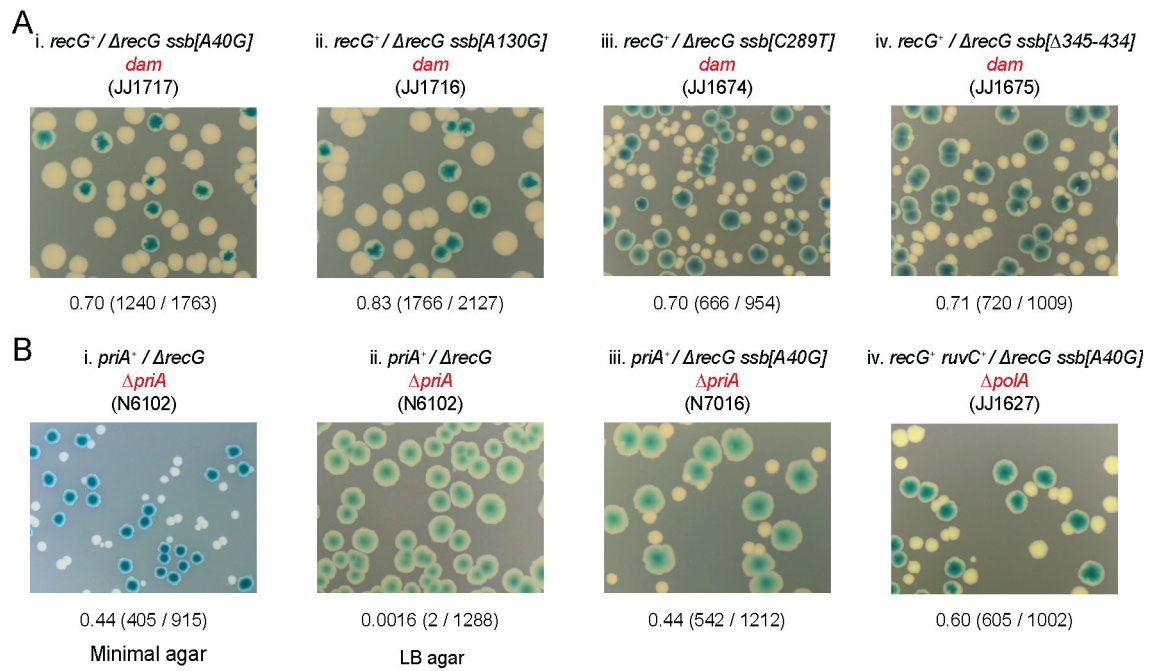 A
i. recG⁺ / ΔrecG ssb[A40G]
dam
(JJ1717)
ii. recG⁺ / ΔrecG ssb[A130G]
dam
(JJ1716)
iii. recG⁺ / ΔrecG ssb[C289T]
dam
(JJ1674)
iv. recG⁺ / ΔrecG ssb[Δ345-434]
dam
(JJ1675)
0.70 (1240 / 1763)
0.83 (1766 / 2127)
0.70 (666 / 954)
0.71 (720 / 1009)
B
i. priA⁺ / ΔrecG
ΔpriA
(N6102)
ii. priA⁺ / ΔrecG
ΔpriA
(N6102)
iii. priA⁺ / ΔrecG ssb[A40G]
ΔpriA
(N7016)
iv. recG⁺ ruvC⁺ / ΔrecG ssb[A40G]
ΔpolA
(JJ1627)
0.44 (405 / 915)
0.0016 (2 / 1288)
0.44 (542 / 1212)
0.60 (605 / 1002)
Minimal agar
LB agar